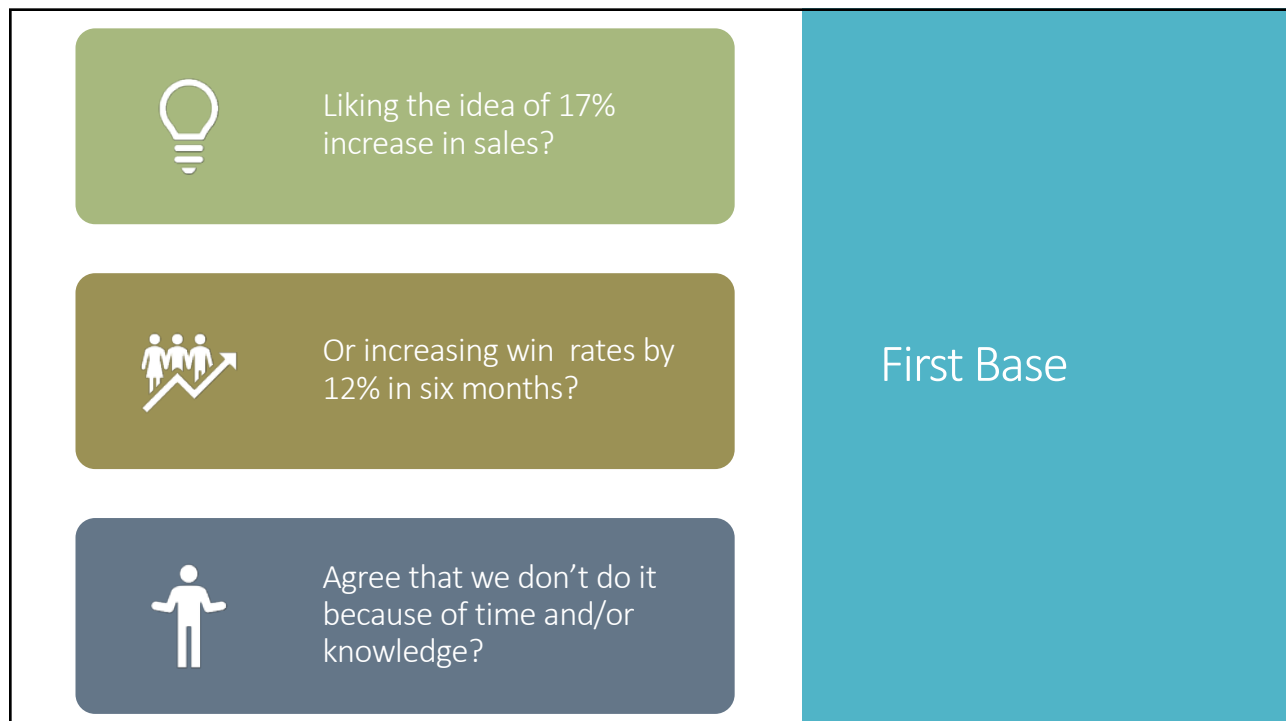 Liking the idea of 17%
increase in sales?
Or increasing win  rates by
12% in six months?
Agree that we don’t do it
because of time and/or
knowledge?
First Base